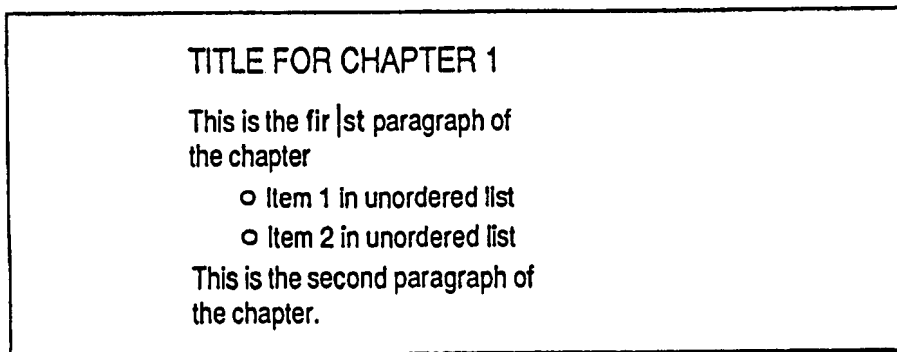 TITLE FOR CHAPTER 1
This is the fir|st paragraph of
the chapter
o Item 1 in unordered list
o Item 2 in unordered list
This is the second paragraph of
the chapter.